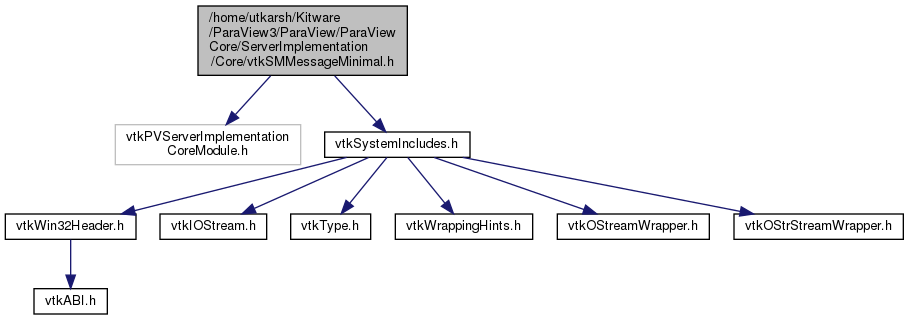 /home/utkarsh/Kitware
/ParaView3/ParaView/ParaView
Core/ServerImplementation
/Core/vtkSMMessageMinimal.h
vtkPVServerImplementation
CoreModule.h
vtkSystemIncludes.h
vtkWin32Header.h
vtkIOStream.h
vtkType.h
vtkWrappingHints.h
vtkOStreamWrapper.h
vtkOStrStreamWrapper.h
vtkABI.h